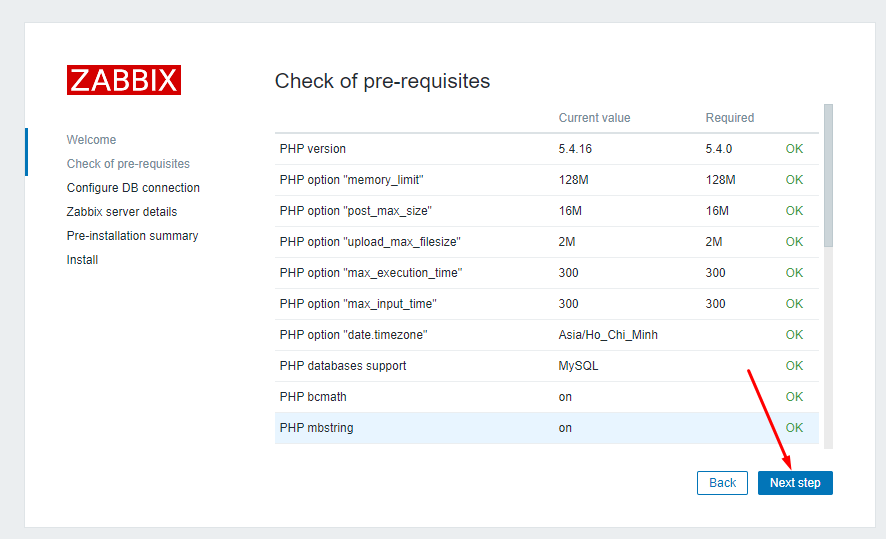 ZABBIX
Welcome
Check of pre-requisites
Configure DB connection
Zabbix server details
Pre-installation summary
Install
Check of pre-requisites
Current value Required
PHP version 5.4.16 5.4.0 OK
PHP option "memory_limit" 128M 128M OK
PHP option "post_max_size" 16M 16M OK
PHP option "upload_max_filesize" 2M 2M OK
PHP option "max_execution_time" 300 300 OK
PHP option "max_input_time" 300 300 OK
PHP option "date.timezone" Asia/Ho_Chi_Minh OK
PHP databases support MySQL OK
PHP bcmath on OK
PHP mbstring on OK
Back Next step